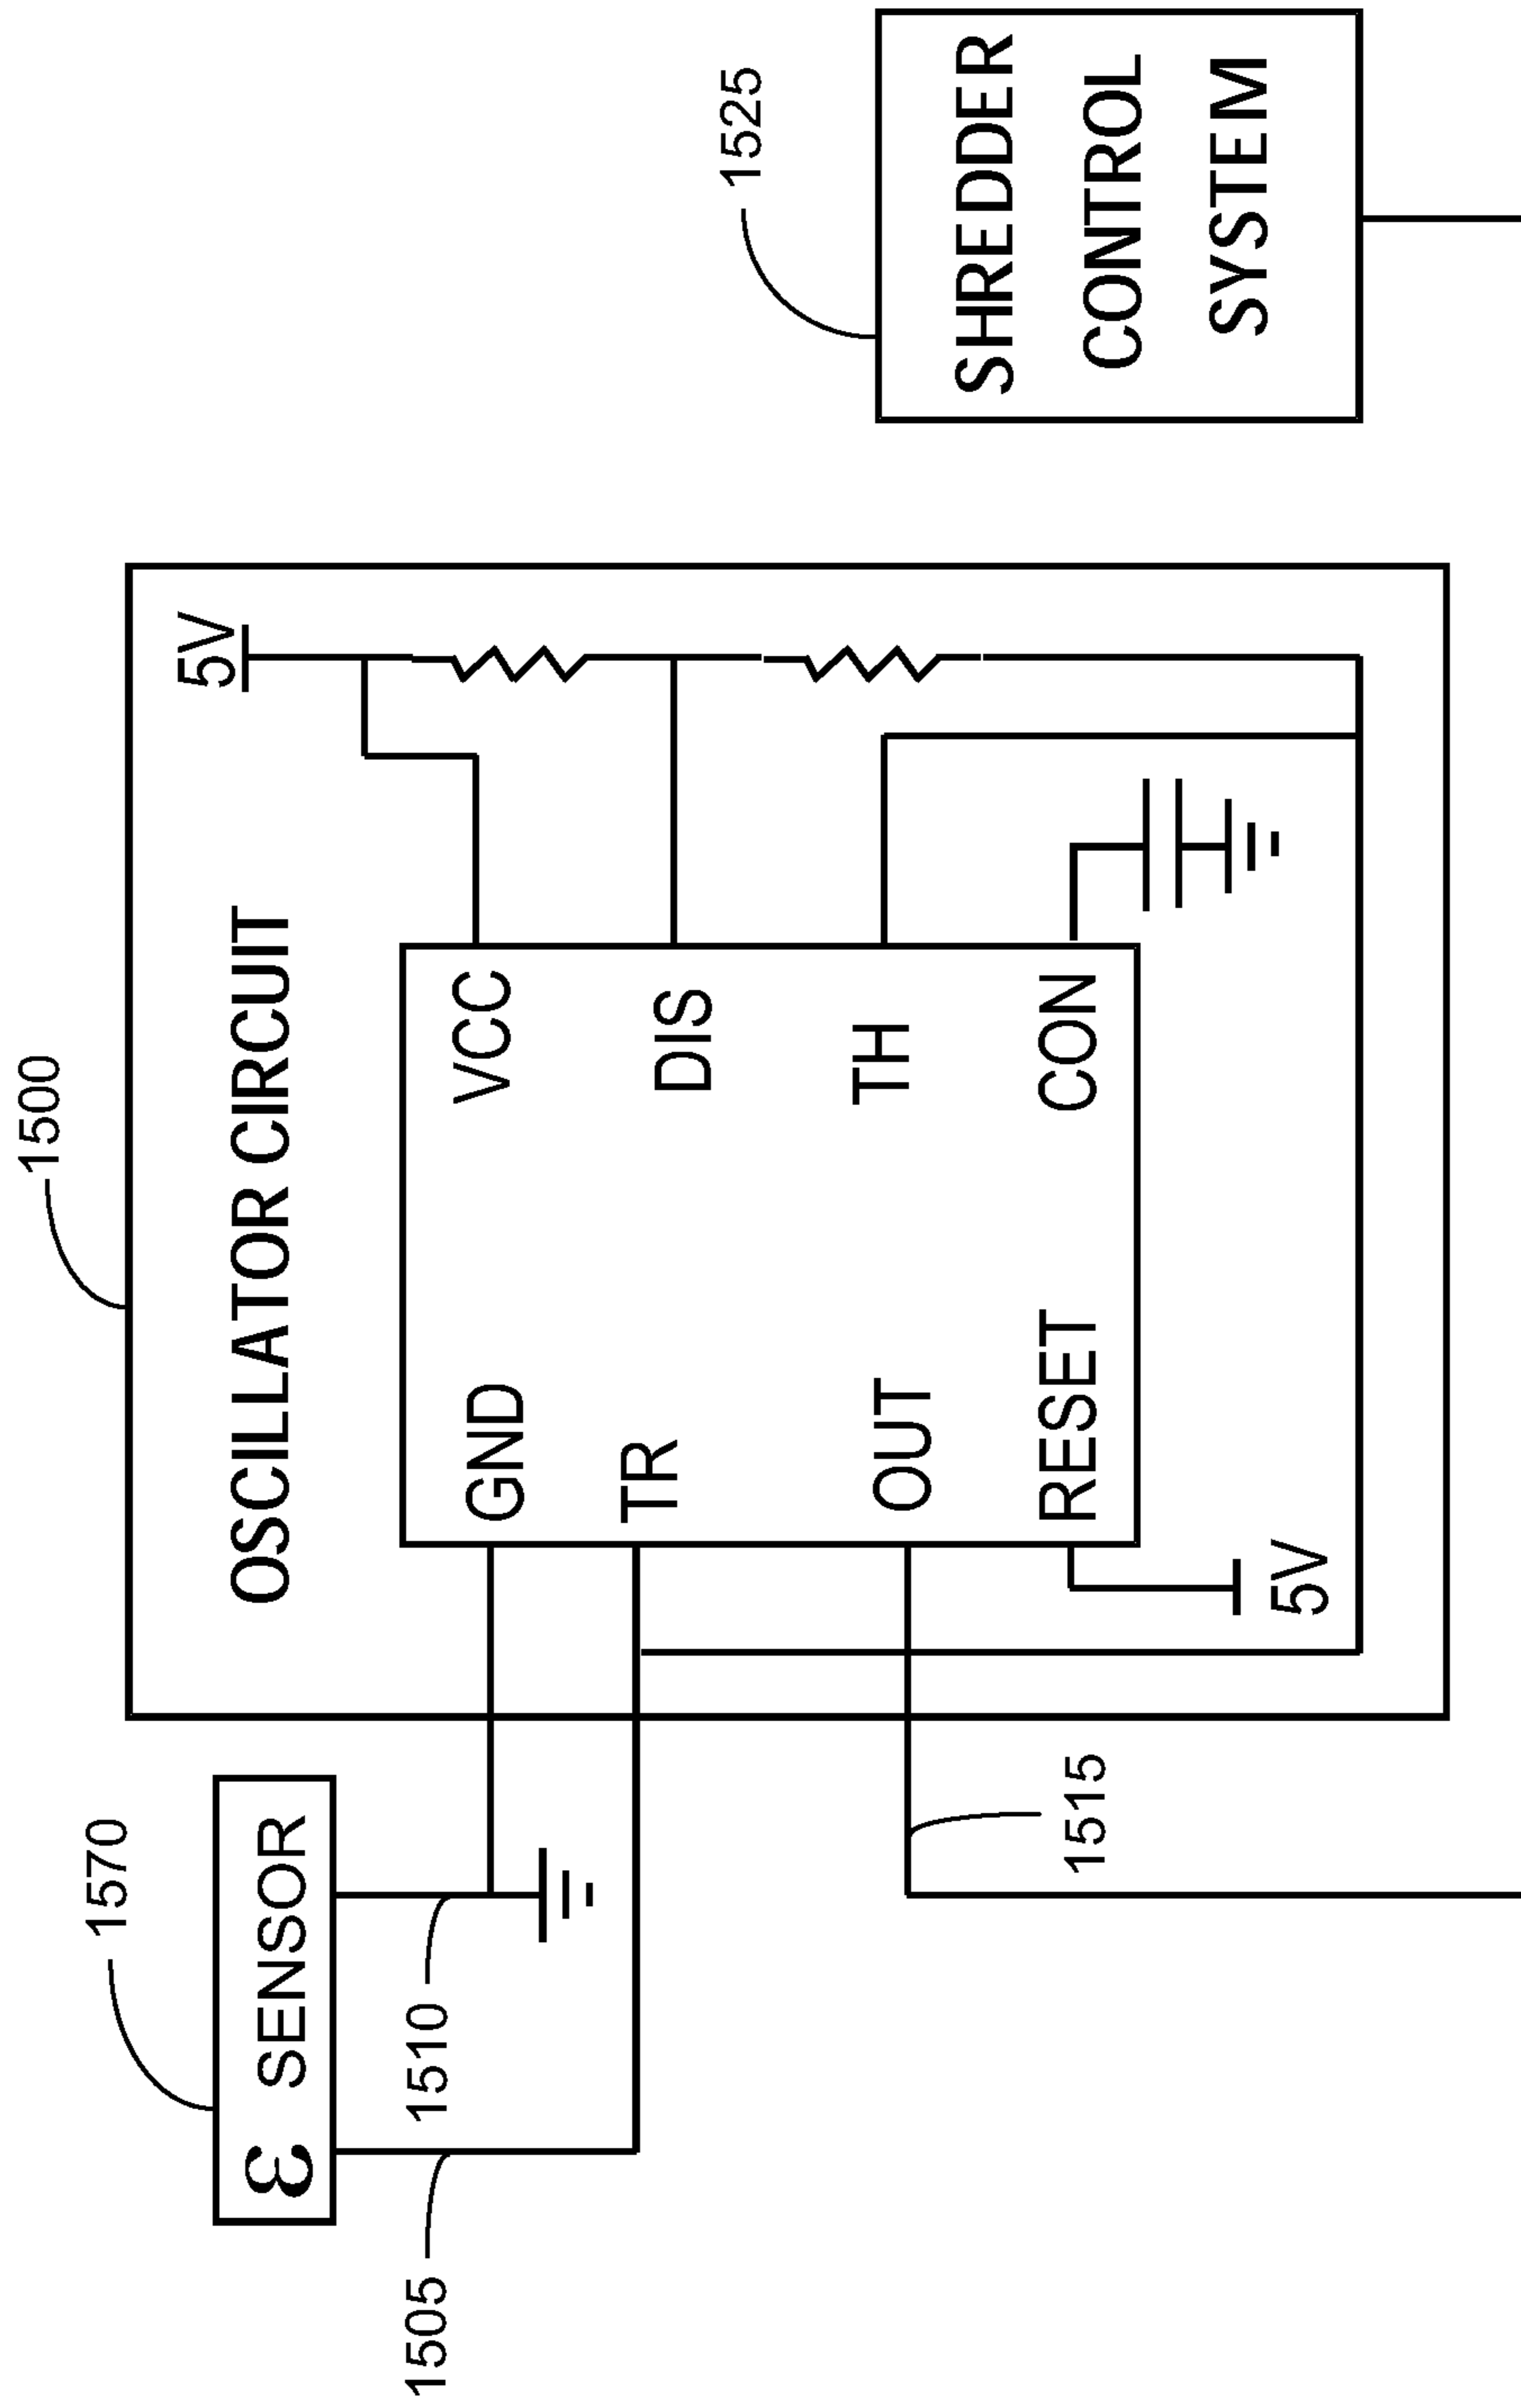 1500
1525
1570
OSCILLATOR CIRCUIT
5V
ε SENSOR
SHREDDER
CONTROL
SYSTEM
GND
VCC
TR
DIS
OUT
TH
RESET
CON
5V
1505
1510
1515